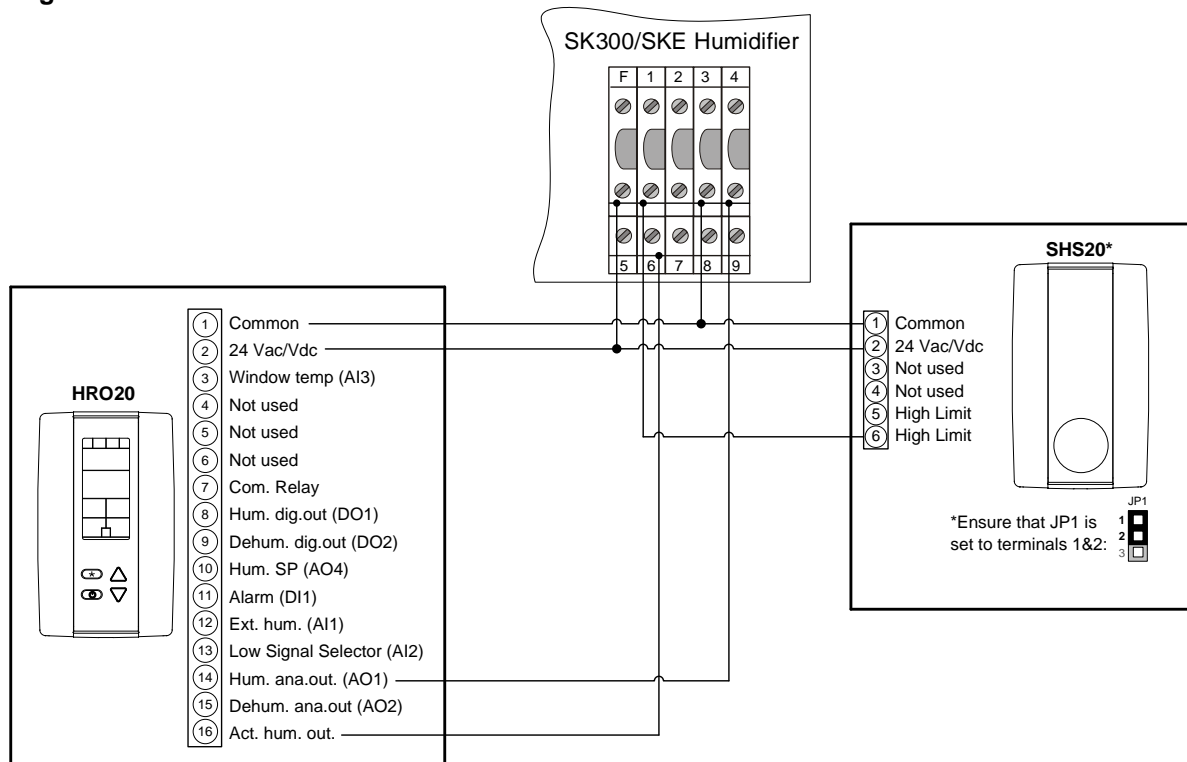 SK300/SKE Humidifier
F 1 2 3 4
5 6 7 8 9
HRO20
1 Common
2 24 Vac/Vdc
3 Window temp (AI3)
4 Not used
5 Not used
6 Not used
7 Com. Relay
8 Hum. dig.out (DO1)
9 Dehum. dig.out (DO2)
10 Hum. SP (AO4)
11 Alarm (DI1)
12 Ext. hum. (AI1)
13 Low Signal Selector (AI2)
14 Hum. ana.out. (AO1)
15 Dehum. ana.out (AO2)
16 Act. hum. out.
SHS20*
1 Common
2 24 Vac/Vdc
3 Not used
4 Not used
5 High Limit
6 High Limit
JP1
*Ensure that JP1 is
set to terminals 1&2:
1
2
3